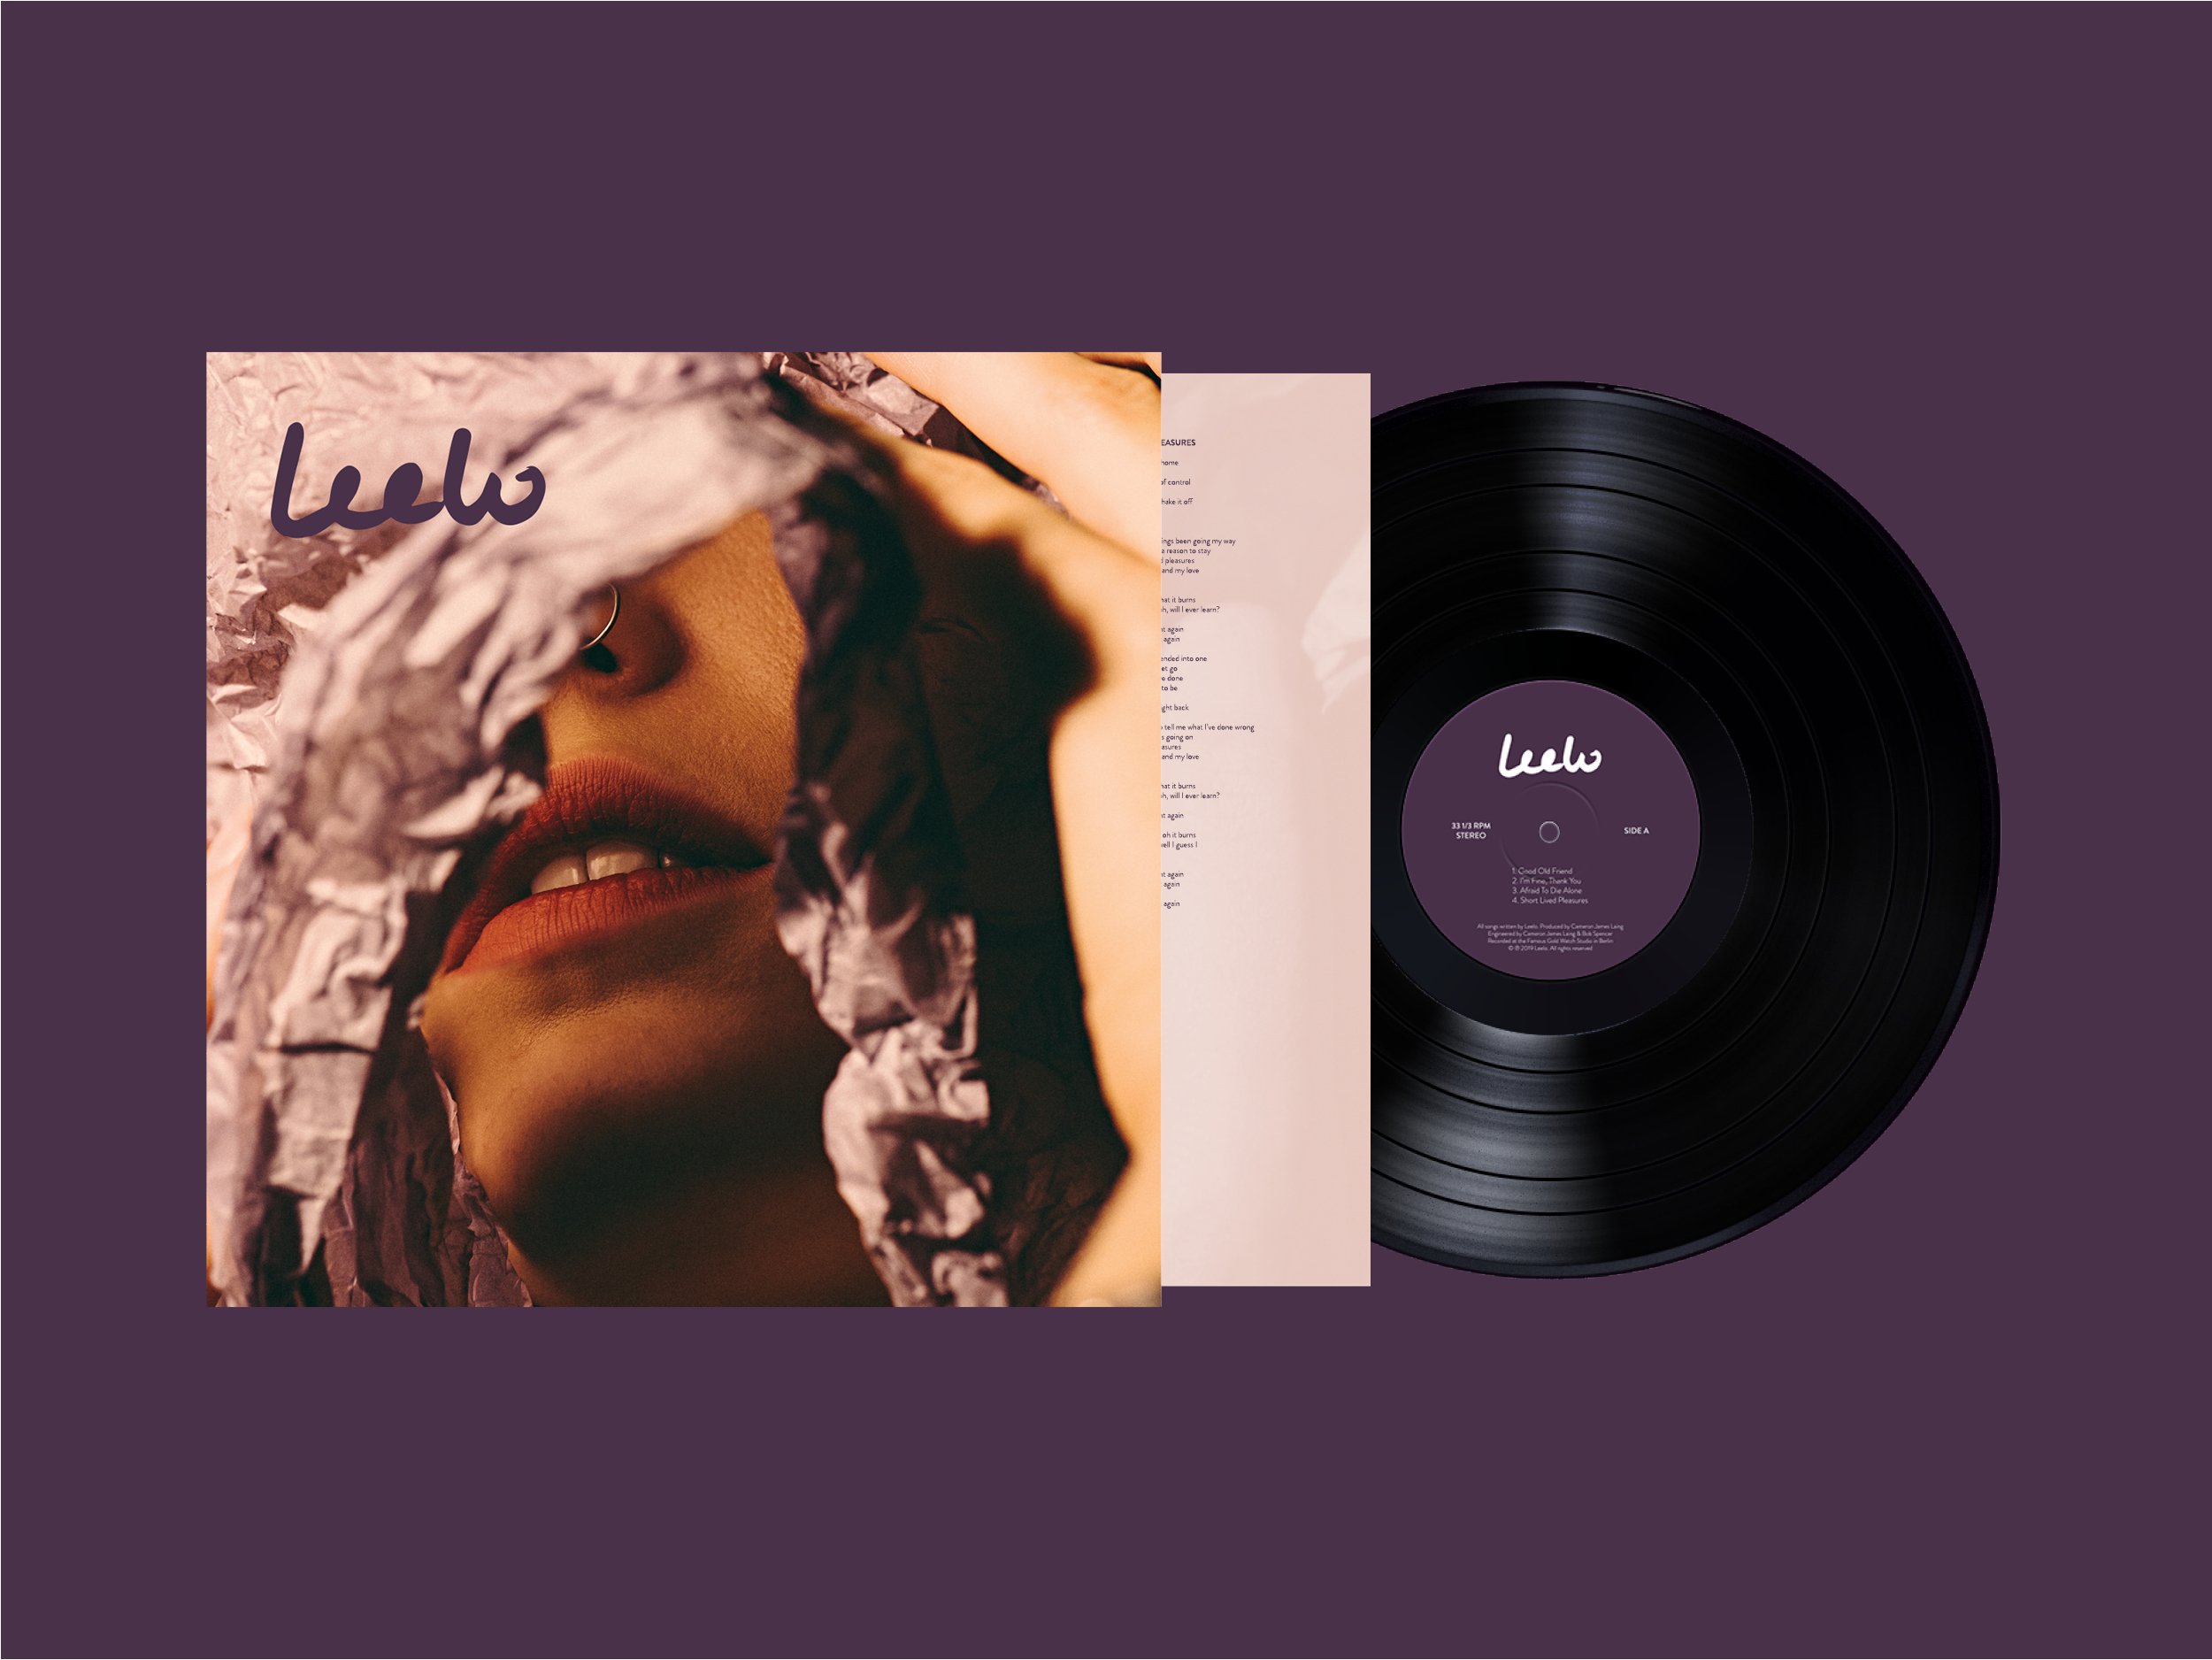 Leelo
EASURES
home
of control
hake it off
ings been going my way
a reason to stay
d pleasures
and my love
hat it burns
h, will I ever learn?
t again
again
ended into one
et go
e done
to be
ght back
tell me what I've done wrong
s going on
asures
and my love
hat it burns
h, will I ever learn?
t again
oh it burns
ell I guess I
t again
again
again
Leelo
33 1/3 RPM
STEREO
SIDE A
1. Good Old Friend
2. I'm Fine, Thank You
3. Afraid To Die Alone
4. Short Lived Pleasures
All songs written by Leelo. Produced by Cameron James Laing
Engineered by Cameron James Laing & Bob Spencer
Recorded at the Famous Gold Watch Studio in Berlin
© ℗ 2019 Leelo. All rights reserved